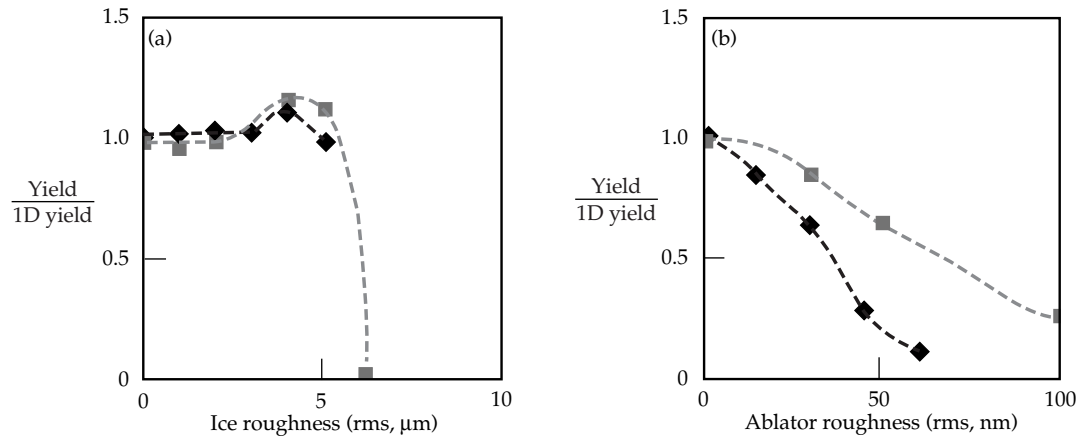 1.5
(a)
1.0
Yield
1D yield
0.5
0
0
5
10
Ice roughness (rms, μm)
1.5
(b)
1.0
Yield
1D yield
0.5
0
0
50
100
Ablator roughness (rms, nm)